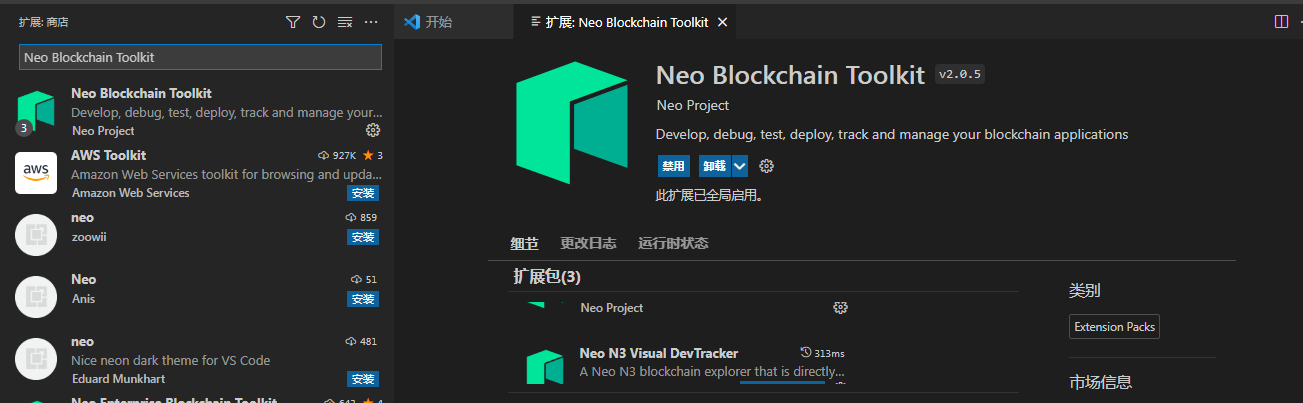 扩展: 商店
Neo Blockchain Toolkit
Neo Blockchain Toolkit
Develop, debug, test, deploy, track and manage your...
Neo Project
3
AWS Toolkit
927K
3
Amazon Web Services toolkit for browsing and upda...
Amazon Web Services
安装
aws
neo
859
zoowii
安装
Neo
51
Anis
安装
neo
481
Nice neon dark theme for VS Code
Eduard Munkhart
安装
Neo Enterprise Blockchain Toolkit
开始
扩展: Neo Blockchain Toolkit
Neo Blockchain Toolkit
v2.0.5
Neo Project
Develop, debug, test, deploy, track and manage your blockchain applications
禁用
卸载
此扩展已全局启用。
细节
更改日志
运行时状态
扩展包(3)
Neo Project
Neo N3 Visual DevTracker
313ms
A Neo N3 blockchain explorer that is directly...
类别
Extension Packs
市场信息